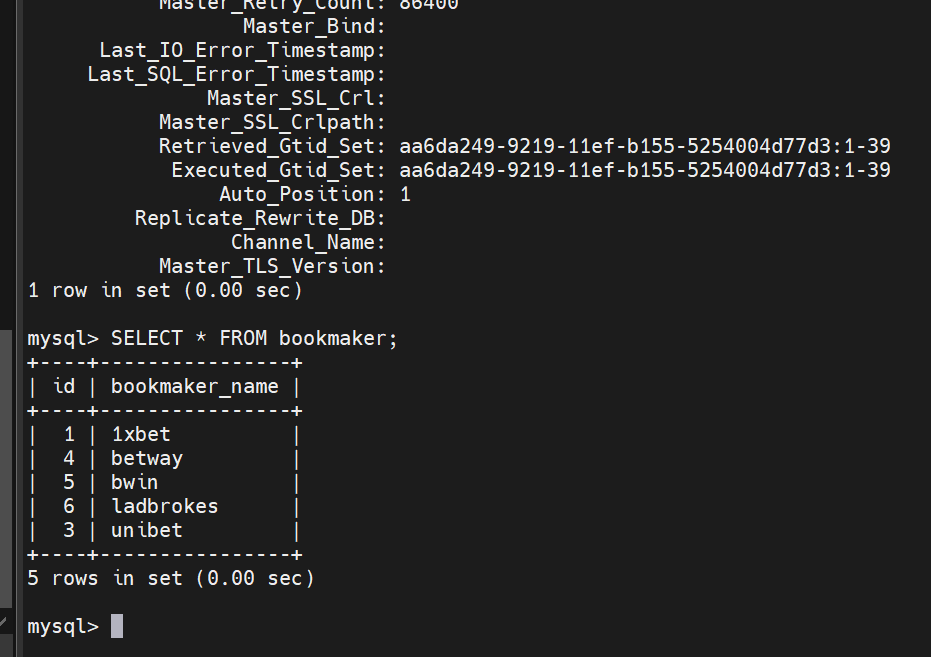 Master_Retry_Count: 86400
Master_Bind:
Last_IO_Error_Timestamp:
Last_SQL_Error_Timestamp:
Master_SSL_Crl:
Master_SSL_Crlpath:
Retrieved_Gtid_Set: aa6da249-9219-11ef-b155-5254004d77d3:1-39
Executed_Gtid_Set: aa6da249-9219-11ef-b155-5254004d77d3:1-39
Auto_Position: 1
Replicate_Rewrite_DB:
Channel_Name:
Master_TLS_Version:
1 row in set (0.00 sec)
mysql> SELECT * FROM bookmaker;
+----+----------------+
| id | bookmaker_name |
+----+----------------+
|  1 | 1xbet          |
|  4 | betway         |
|  5 | bwin           |
|  6 | ladbrokes      |
|  3 | unibet         |
+----+----------------+
5 rows in set (0.00 sec)
mysql>